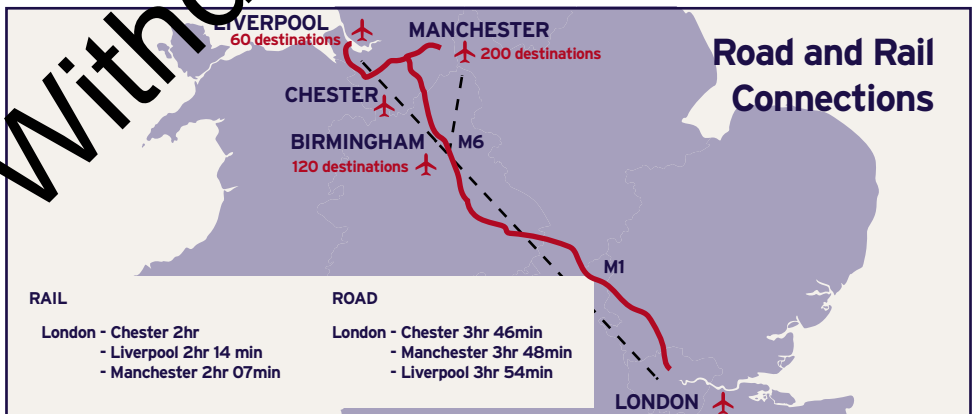 Withd
LIVERPOOL
60 destinations
MANCHESTER
200 destinations
Road and Rail
Connections
CHESTER
BIRMINGHAM
120 destinations
M6
M1
RAIL
London - Chester 2hr
- Liverpool 2hr 14 min
- Manchester 2hr 07min
ROAD
London - Chester 3hr 46min
- Manchester 3hr 48min
- Liverpool 3hr 54min
LONDON